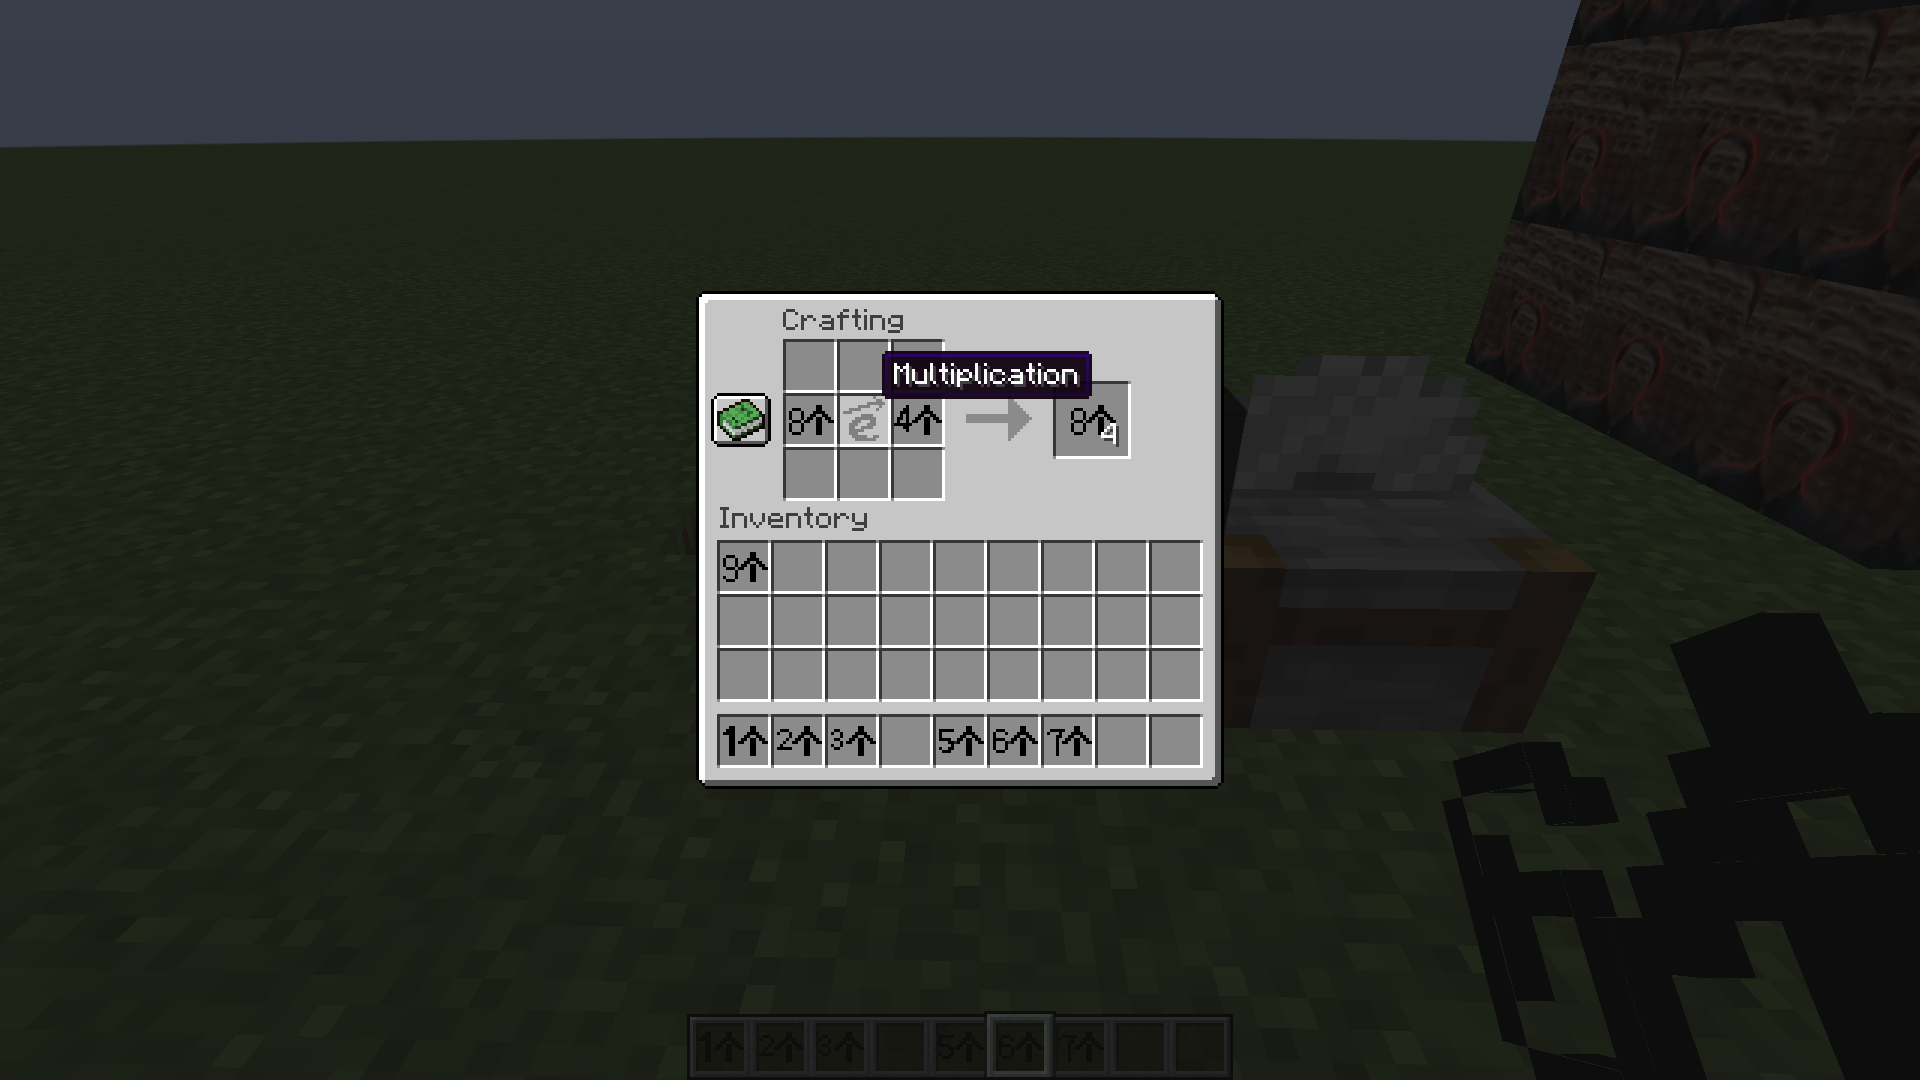 Crafting
Multiplication
8↑ e 4↑ 8↑ 4
Inventory
9↑
1↑ 2↑ 3↑ 5↑ 6↑ 7↑
1↑ 2↑ 3↑ 5↑ 6↑ 7↑